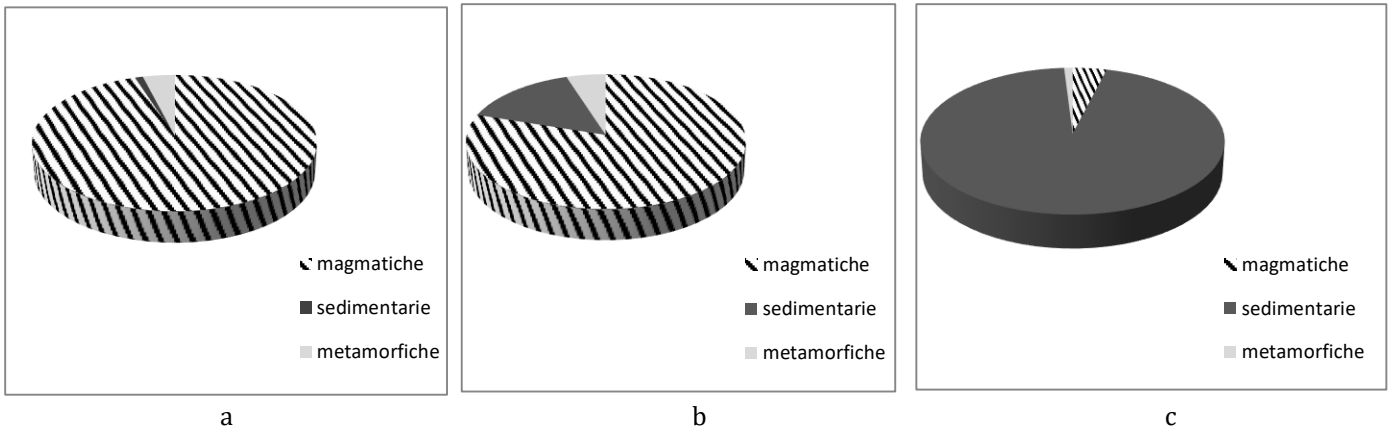 magmatiche
sedimentarie
metamorfiche
magmatiche
sedimentarie
metamorfiche
magmatiche
sedimentarie
metamorfiche
a
b
c